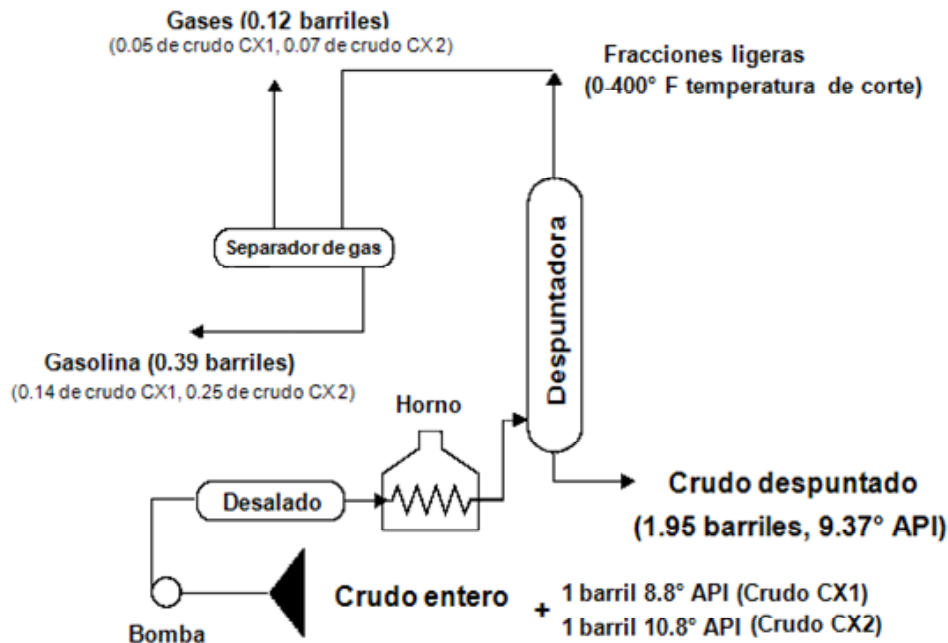 Gases (0.12 barriles)
(0.05 de crudo CX1, 0.07 de crudo CX2)
Fracciones ligeras
(0-400° F temperatura de corte)
Separador de gas
Despuntadora
Gasolina (0.39 barriles)
(0.14 de crudo CX1, 0.25 de crudo CX2)
Horno
Desalado
Crudo despuntado
(1.95 barriles, 9.37° API)
Crudo entero + 1 barril 8.8° API (Crudo CX1)
1 barril 10.8° API (Crudo CX2)
Bomba